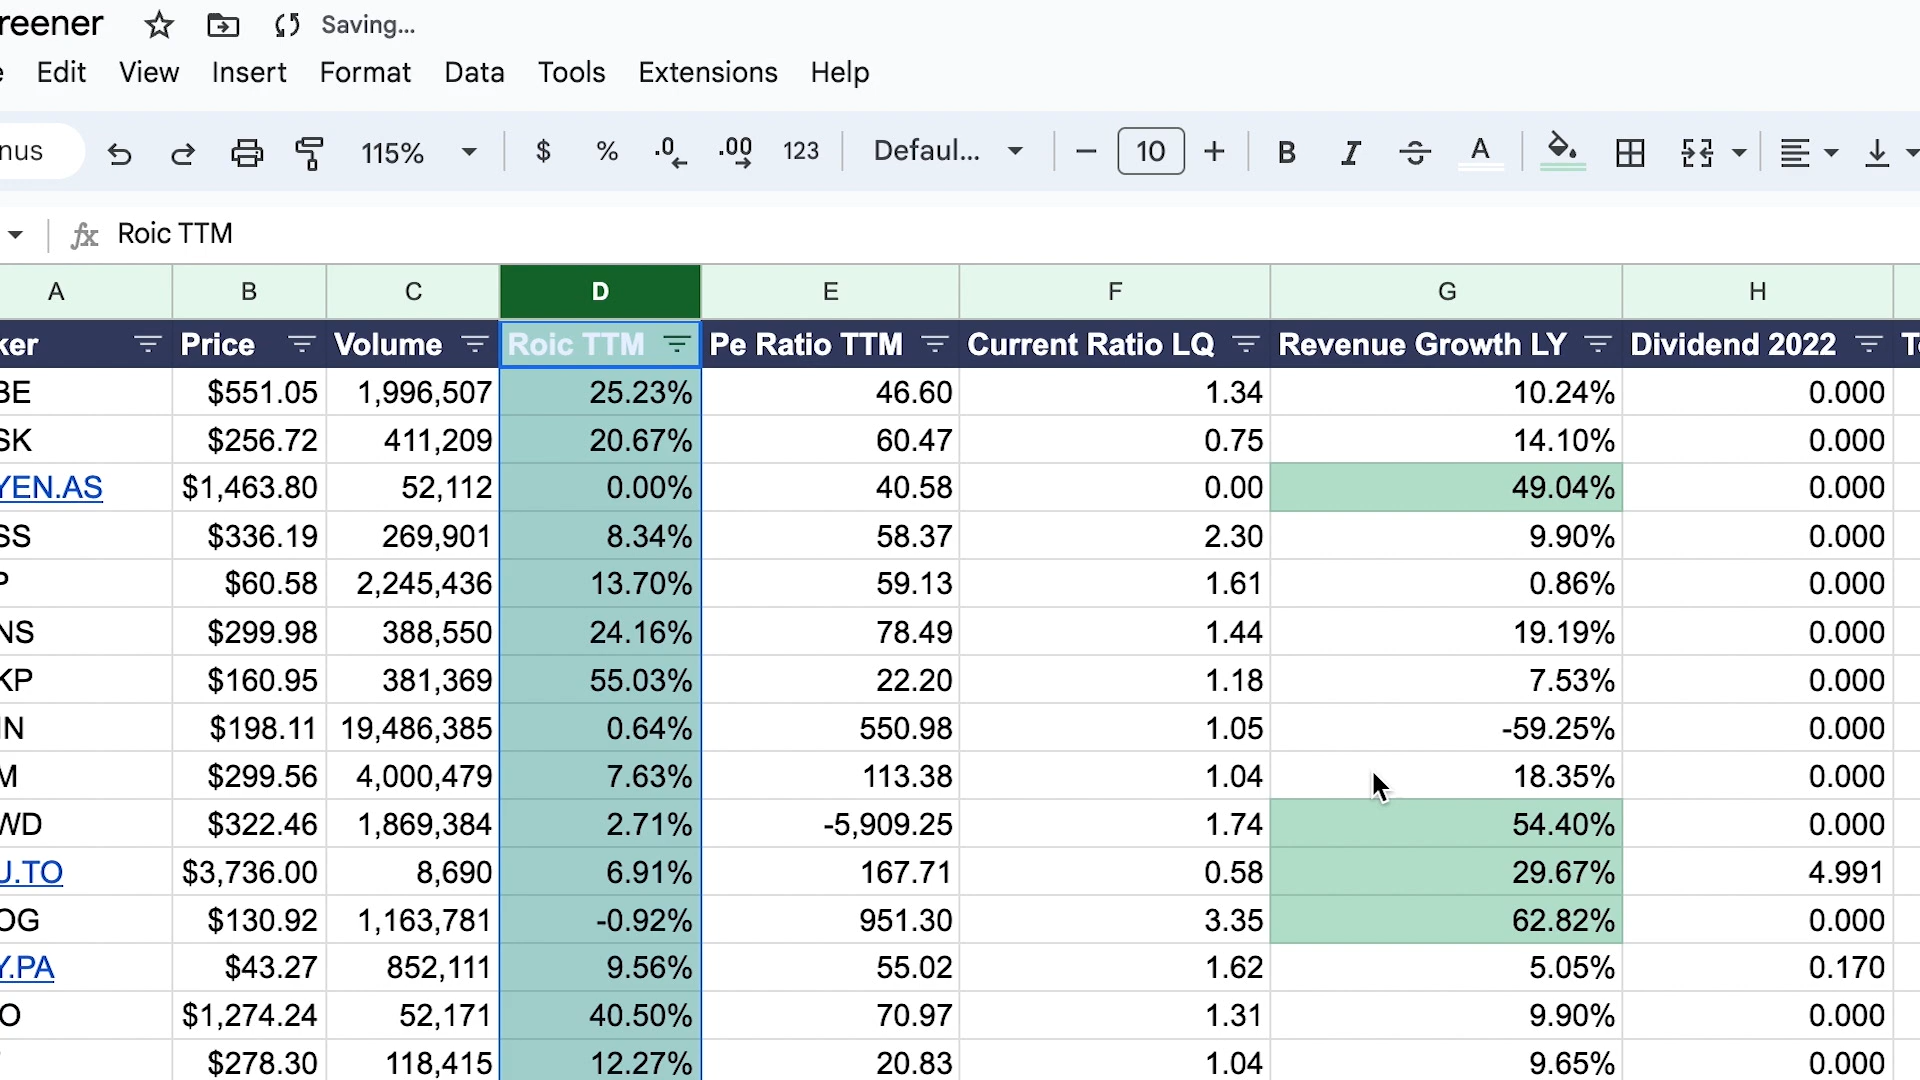 reener Saving...
Edit View Insert Format Data Tools Extensions Help
nus 115% $ % .0 .00 123 Defaul... 10 B I S A
fx Roic TTM
A B C D E F G H
ker Price Volume Roic TTM Pe Ratio TTM Current Ratio LQ Revenue Growth LY Dividend 2022
BE $551.05 1,996,507 25.23% 46.60 1.34 10.24% 0.000
SK $256.72 411,209 20.67% 60.47 0.75 14.10% 0.000
YEN.AS $1,463.80 52,112 0.00% 40.58 0.00 49.04% 0.000
SS $336.19 269,901 8.34% 58.37 2.30 9.90% 0.000
P $60.58 2,245,436 13.70% 59.13 1.61 0.86% 0.000
NS $299.98 388,550 24.16% 78.49 1.44 19.19% 0.000
KP $160.95 381,369 55.03% 22.20 1.18 7.53% 0.000
IN $198.11 19,486,385 0.64% 550.98 1.05 -59.25% 0.000
M $299.56 4,000,479 7.63% 113.38 1.04 18.35% 0.000
WD $322.46 1,869,384 2.71% -5,909.25 1.74 54.40% 0.000
U.TO $3,736.00 8,690 6.91% 167.71 0.58 29.67% 4.991
OG $130.92 1,163,781 -0.92% 951.30 3.35 62.82% 0.000
Y.PA $43.27 852,111 9.56% 55.02 1.62 5.05% 0.170
O $1,274.24 52,171 40.50% 70.97 1.31 9.90% 0.000
$278.30 118,415 12.27% 20.83 1.04 9.65% 0.000